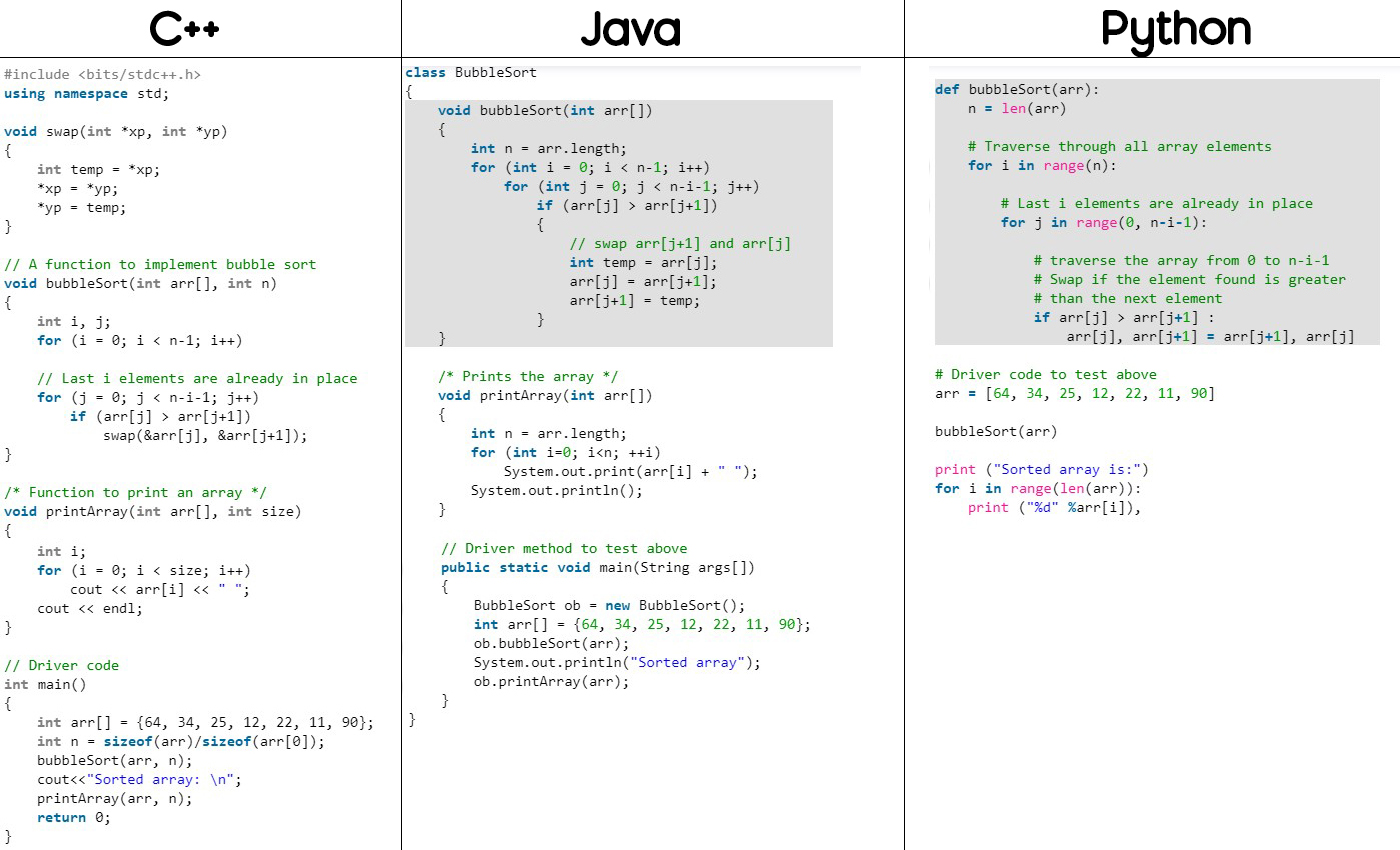 C++
#include <bits/stdc++.h>
using namespace std;

void swap(int *xp, int *yp)
{
    int temp = *xp;
    *xp = *yp;
    *yp = temp;
}

// A function to implement bubble sort
void bubbleSort(int arr[], int n)
{
    int i, j;
    for (i = 0; i < n-1; i++)

    // Last i elements are already in place
    for (j = 0; j < n-i-1; j++)
        if (arr[j] > arr[j+1])
            swap(&arr[j], &arr[j+1]);
}

/* Function to print an array */
void printArray(int arr[], int size)
{
    int i;
    for (i = 0; i < size; i++)
        cout << arr[i] << " ";
    cout << endl;
}

// Driver code
int main()
{
    int arr[] = {64, 34, 25, 12, 22, 11, 90};
    int n = sizeof(arr)/sizeof(arr[0]);
    bubbleSort(arr, n);
    cout<<"Sorted array: \n";
    printArray(arr, n);
    return 0;
}
Java
class BubbleSort
{
    void bubbleSort(int arr[])
    {
        int n = arr.length;
        for (int i = 0; i < n-1; i++)
            for (int j = 0; j < n-i-1; j++)
                if (arr[j] > arr[j+1])
                {
                    // swap arr[j+1] and arr[j]
                    int temp = arr[j];
                    arr[j] = arr[j+1];
                    arr[j+1] = temp;
                }
    }

    /* Prints the array */
    void printArray(int arr[])
    {
        int n = arr.length;
        for (int i=0; i<n; ++i)
            System.out.print(arr[i] + " ");
        System.out.println();
    }

    // Driver method to test above
    public static void main(String args[])
    {
        BubbleSort ob = new BubbleSort();
        int arr[] = {64, 34, 25, 12, 22, 11, 90};
        ob.bubbleSort(arr);
        System.out.println("Sorted array");
        ob.printArray(arr);
    }
}
Python
def bubbleSort(arr):
    n = len(arr)

    # Traverse through all array elements
    for i in range(n):

        # Last i elements are already in place
        for j in range(0, n-i-1):

            # traverse the array from 0 to n-i-1
            # Swap if the element found is greater
            # than the next element
            if arr[j] > arr[j+1] :
                arr[j], arr[j+1] = arr[j+1], arr[j]

# Driver code to test above
arr = [64, 34, 25, 12, 22, 11, 90]

bubbleSort(arr)

print ("Sorted array is:")
for i in range(len(arr)):
    print ("%d" %arr[i]),